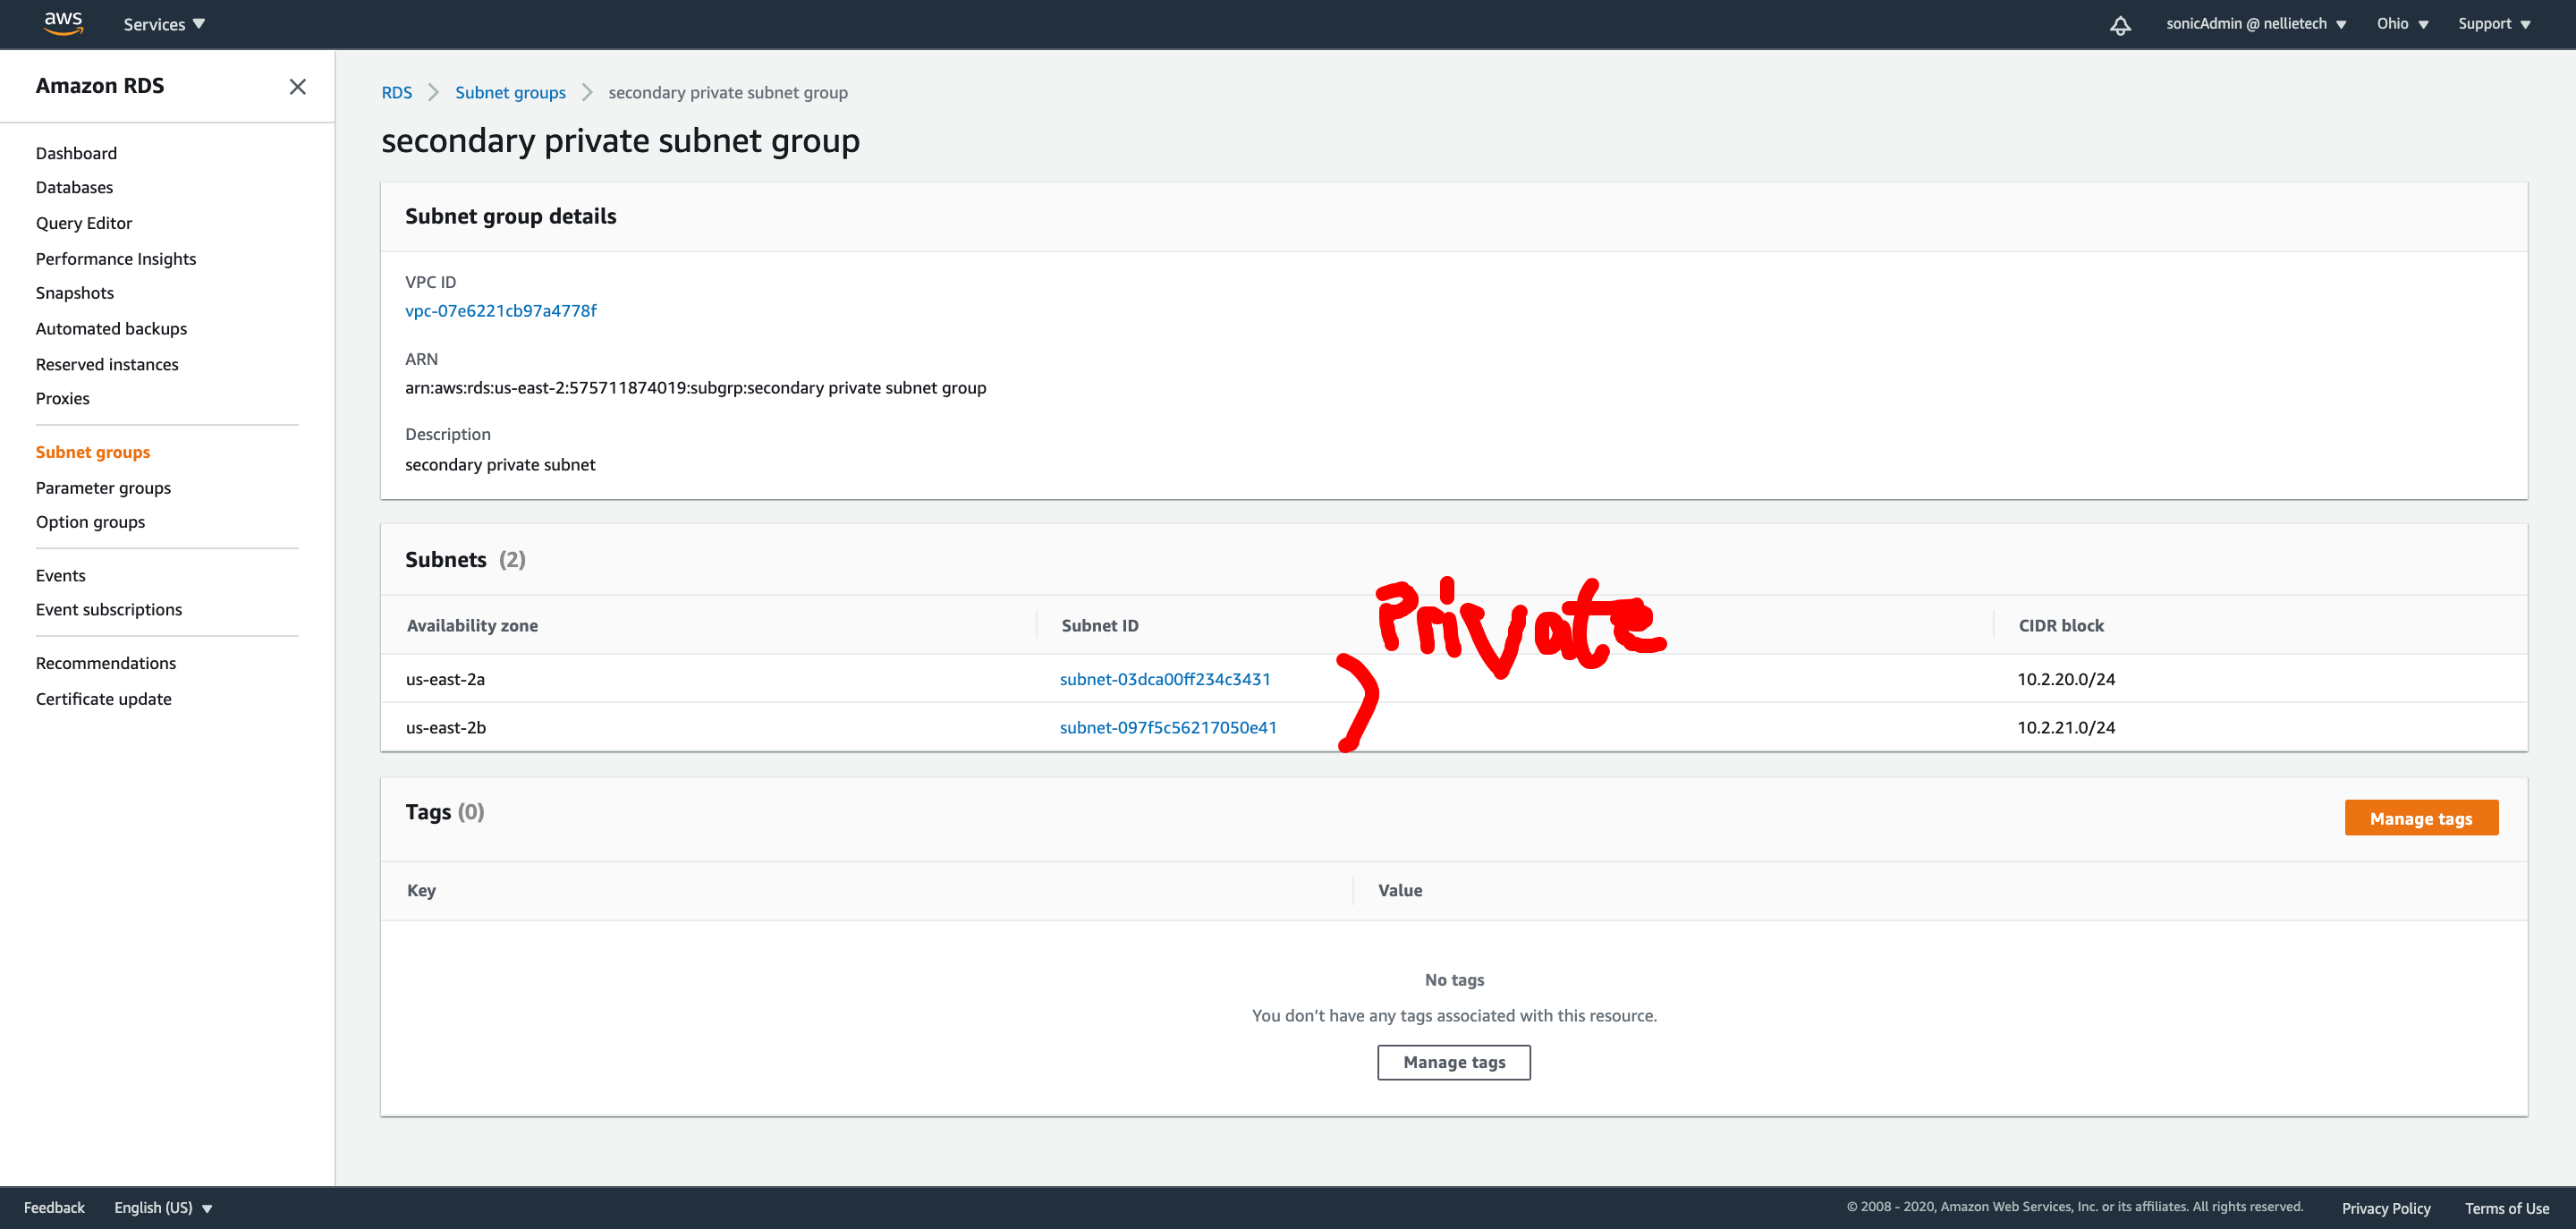 aws Services sonicAdmin @ nellietech Ohio Support
Amazon RDS
Dashboard
Databases
Query Editor
Performance Insights
Snapshots
Automated backups
Reserved instances
Proxies
Subnet groups
Parameter groups
Option groups
Events
Event subscriptions
Recommendations
Certificate update
RDS Subnet groups secondary private subnet group
secondary private subnet group
Subnet group details
VPC ID
vpc-07e6221cb97a4778f
ARN
arn:aws:rds:us-east-2:575711874019:subgrp:secondary private subnet group
Description
secondary private subnet
Subnets (2)
Private
Availability zone Subnet ID CIDR block
us-east-2a subnet-03dca00ff234c3431 10.2.20.0/24
us-east-2b subnet-097f5c56217050e41 10.2.21.0/24
Tags (0) Manage tags
Key Value
No tags
You don't have any tags associated with this resource.
Manage tags
Feedback English (US) © 2008 - 2020, Amazon Web Services, Inc. or its affiliates. All rights reserved. Privacy Policy Terms of Use